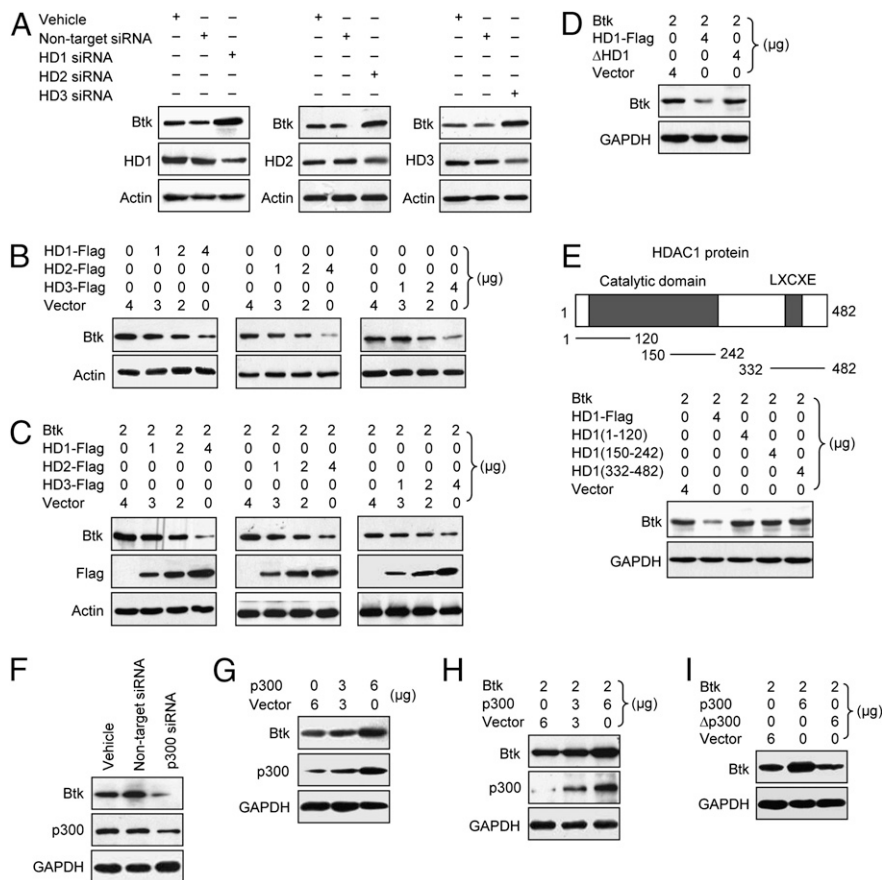 A
Vehicle + – – + – – + – –
Non-target siRNA – + – – + – – + –
HD1 siRNA – – + – – – – – –
HD2 siRNA – – – – – + – – –
HD3 siRNA – – – – – – – – +
Btk Btk Btk
HD1 HD2 HD3
Actin Actin Actin
B
HD1-Flag 0 1 2 4 0 0 0 0 0 0 0 0
HD2-Flag 0 0 0 0 0 1 2 4 0 0 0 0
HD3-Flag 0 0 0 0 0 0 0 0 0 1 2 4
Vector 4 3 2 0 4 3 2 0 4 3 2 0
(µg)
Btk
Actin
C
Btk 2 2 2 2 2 2 2 2 2 2 2 2
HD1-Flag 0 1 2 4 0 0 0 0 0 0 0 0
HD2-Flag 0 0 0 0 0 1 2 4 0 0 0 0
HD3-Flag 0 0 0 0 0 0 0 0 0 1 2 4
Vector 4 3 2 0 4 3 2 0 4 3 2 0
(µg)
Btk
Flag
Actin
D
Btk 2 2 2
HD1-Flag 0 4 0
ΔHD1 0 0 4
Vector 4 0 0
(µg)
Btk
GAPDH
E
HDAC1 protein
Catalytic domain LXCXE
1 482
1 120
150 242
332 482
Btk 2 2 2 2 2
HD1-Flag 0 4 0 0 0
HD1(1-120) 0 0 4 0 0
HD1(150-242) 0 0 0 4 0
HD1(332-482) 0 0 0 0 4
Vector 4 0 0 0 0
(µg)
Btk
GAPDH
F
Vehicle
Non-target siRNA
p300 siRNA
Btk
p300
GAPDH
G
p300 0 3 6
Vector 6 3 0
(µg)
Btk
p300
GAPDH
H
Btk 2 2 2
p300 0 3 6
Vector 6 3 0
(µg)
Btk
p300
GAPDH
I
Btk 2 2 2
p300 0 6 0
Δp300 0 0 6
Vector 6 0 0
(µg)
Btk
GAPDH